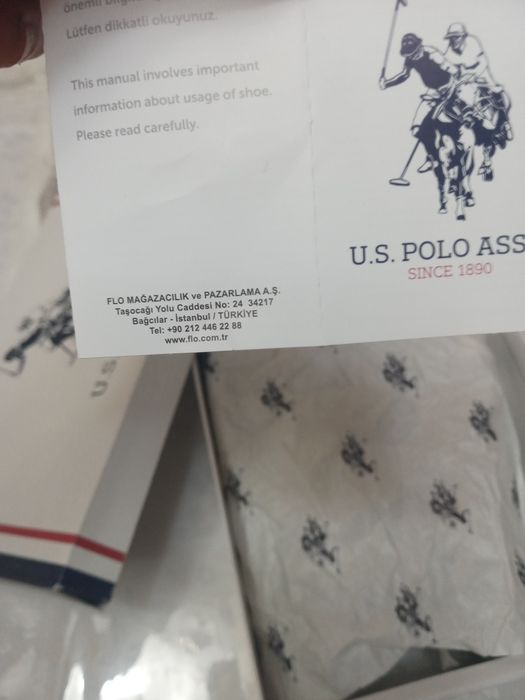 önemli
Lütfen dikkatli okuyunuz.
This manual involves important
information about usage of shoe.
Please read carefully.
FLO MAĞAZACILIK ve PAZARLAMA A.Ş.
Taşocağı Yolu Caddesi No: 24 34217
Bağcılar - İstanbul / TÜRKİYE
Tel: +90 212 446 22 88
www.flo.com.tr
U.S. POLO ASS
SINCE 1890
U.S